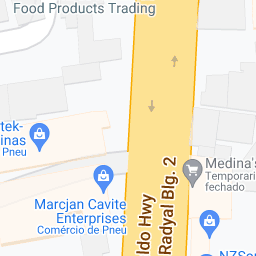 Food Products Trading
tek-
inas
Pneu
Medina's
Temporari
fechado
Marcjan Cavite
Enterprises
Comércio de Pneu
ldo Hwy
Radyal Blg. 2
NZSe